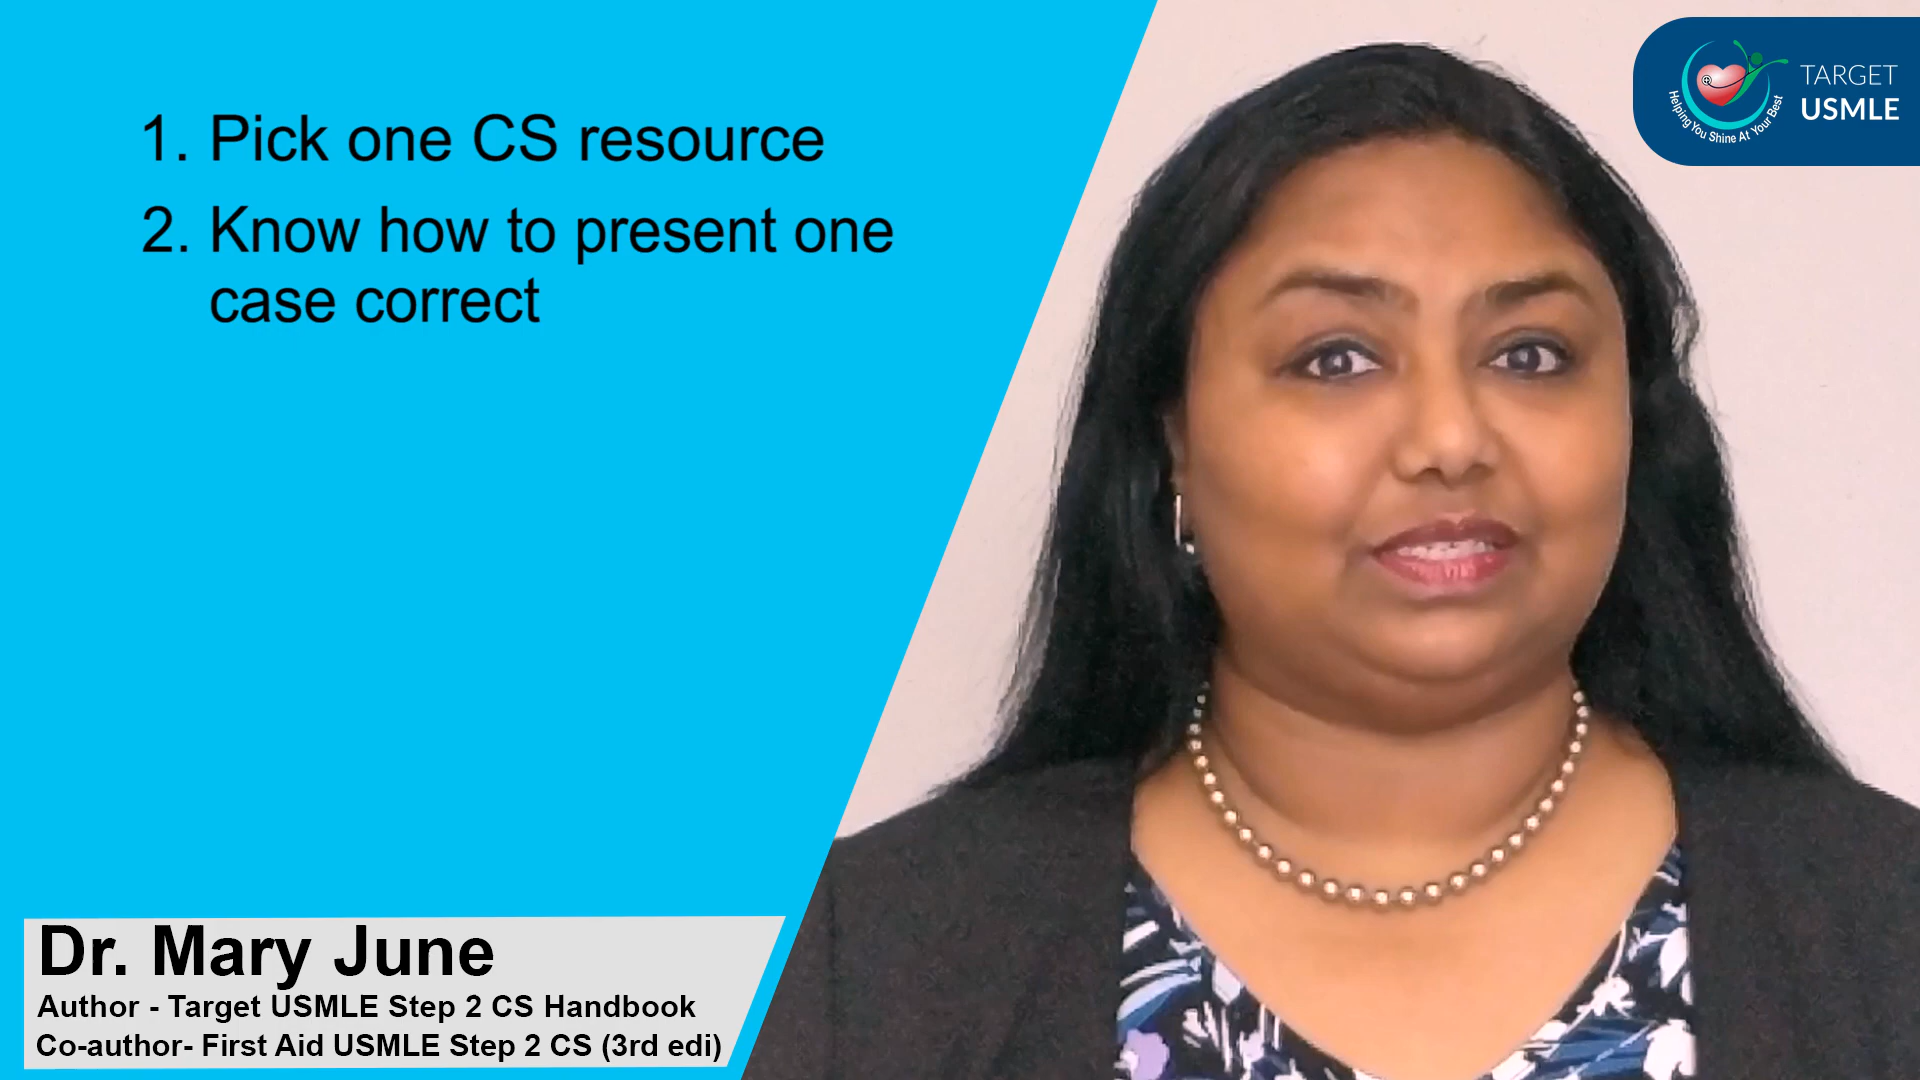 1. Pick one CS resource
2. Know how to present one
case correct
TARGET
USMLE
Helping You Shine At Your Best
Dr. Mary June
Author - Target USMLE Step 2 CS Handbook
Co-author- First Aid USMLE Step 2 CS (3rd edi)